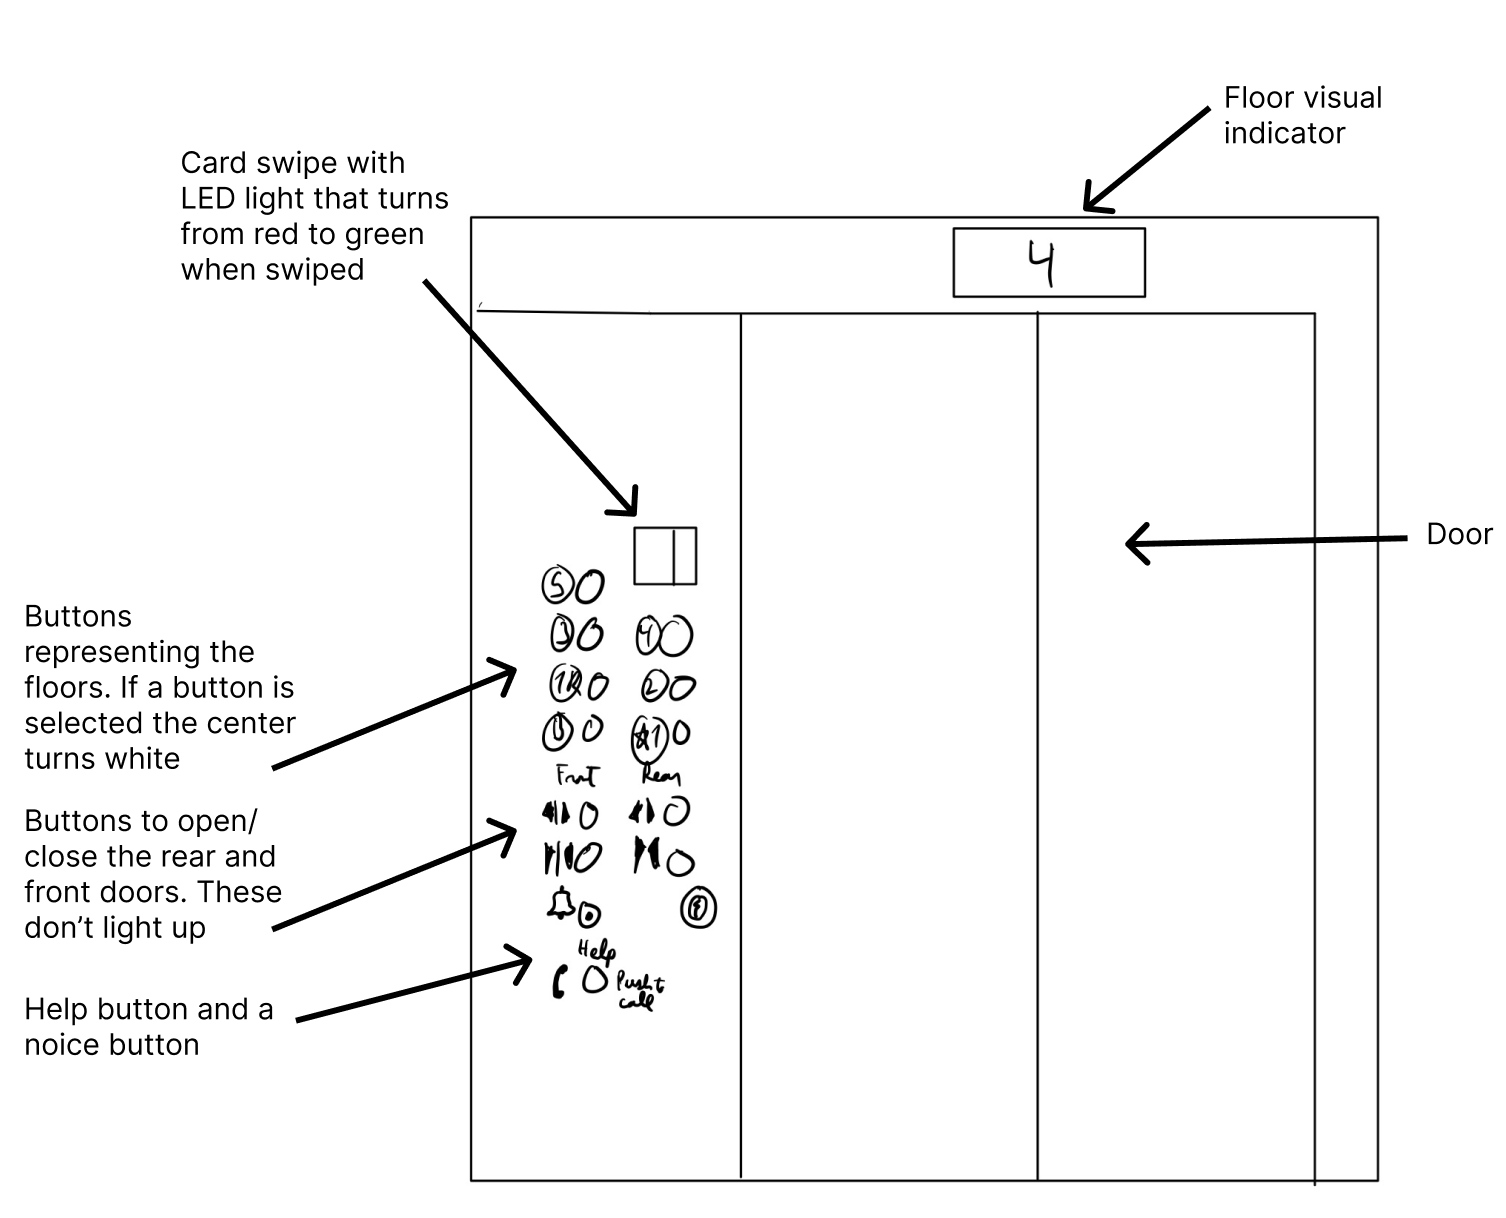 Floor visual
indicator
Card swipe with
LED light that turns
from red to green
when swiped
4
Door
Buttons
representing the
floors. If a button is
selected the center
turns white
5
3 4
1R 2
★1
Front Rear
Buttons to open/
close the rear and
front doors. These
don’t light up
Help
Push to
call
Help button and a
noice button